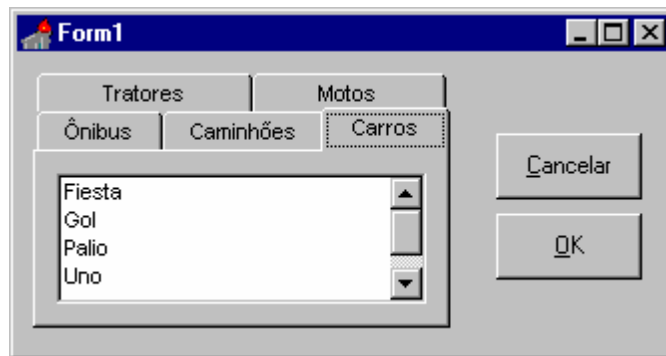 Form1
Tratores Motos
Ônibus Caminhões Carros
Fiesta
Gol
Palio
Uno
Cancelar
OK